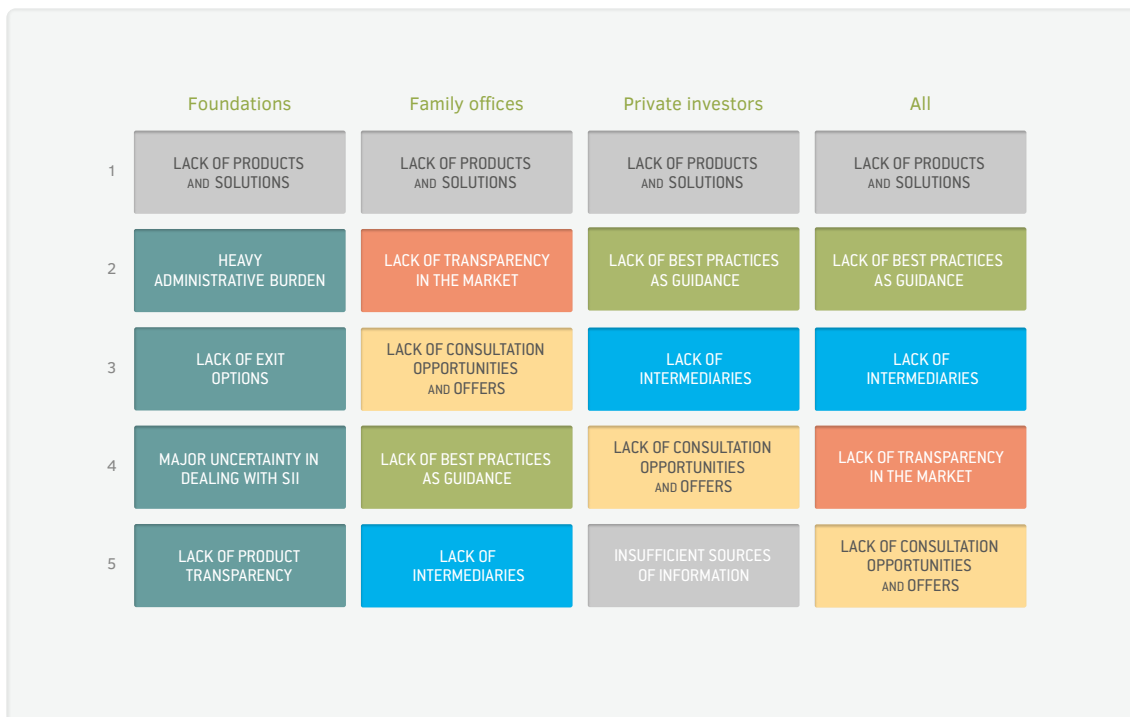 Foundations
Family offices
Private investors
All
1
LACK OF PRODUCTS
AND SOLUTIONS
LACK OF PRODUCTS
AND SOLUTIONS
LACK OF PRODUCTS
AND SOLUTIONS
LACK OF PRODUCTS
AND SOLUTIONS
2
HEAVY
ADMINISTRATIVE BURDEN
LACK OF TRANSPARENCY
IN THE MARKET
LACK OF BEST PRACTICES
AS GUIDANCE
LACK OF BEST PRACTICES
AS GUIDANCE
3
LACK OF EXIT
OPTIONS
LACK OF CONSULTATION
OPPORTUNITIES
AND OFFERS
LACK OF
INTERMEDIARIES
LACK OF
INTERMEDIARIES
4
MAJOR UNCERTAINTY IN
DEALING WITH SII
LACK OF BEST PRACTICES
AS GUIDANCE
LACK OF CONSULTATION
OPPORTUNITIES
AND OFFERS
LACK OF TRANSPARENCY
IN THE MARKET
5
LACK OF PRODUCT
TRANSPARENCY
LACK OF
INTERMEDIARIES
INSUFFICIENT SOURCES
OF INFORMATION
LACK OF CONSULTATION
OPPORTUNITIES
AND OFFERS